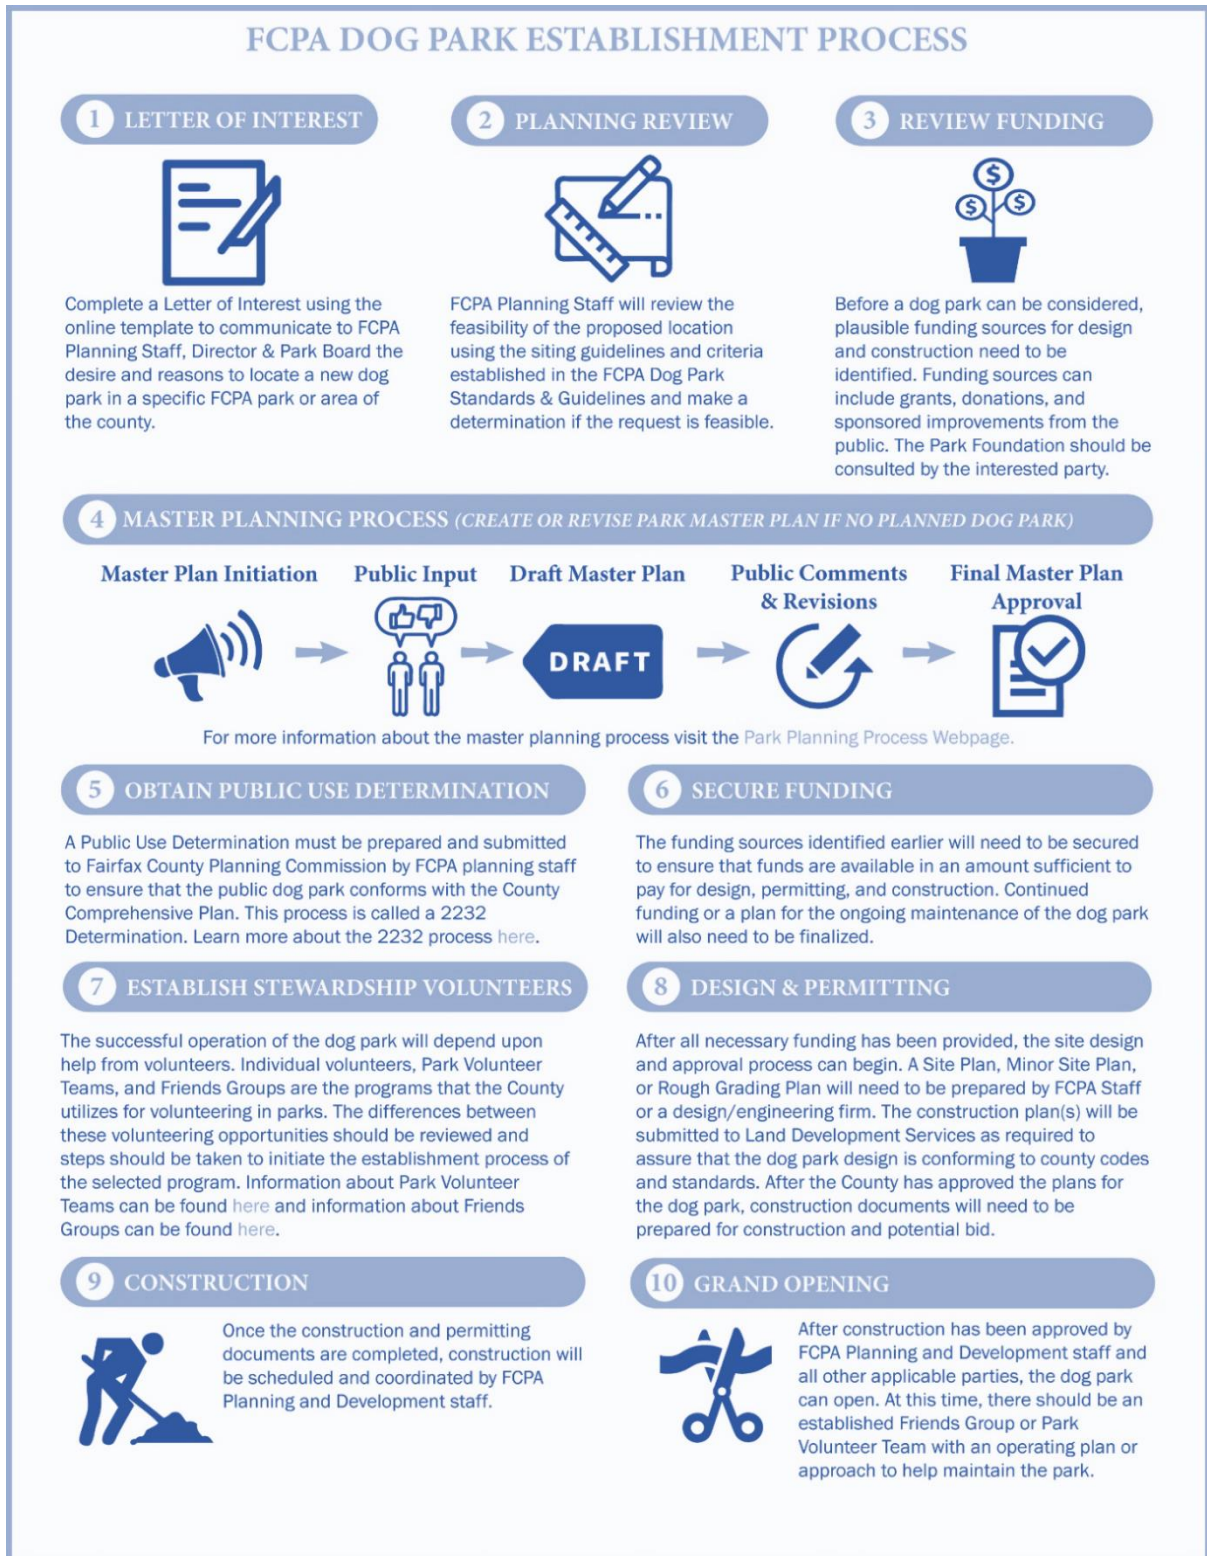 FCPA DOG PARK ESTABLISHMENT PROCESS
1 LETTER OF INTEREST
Complete a Letter of Interest using the
online template to communicate to FCPA
Planning Staff, Director & Park Board the
desire and reasons to locate a new dog
park in a specific FCPA park or area of
the county.
2 PLANNING REVIEW
FCPA Planning Staff will review the
feasibility of the proposed location
using the siting guidelines and criteria
established in the FCPA Dog Park
Standards & Guidelines and make a
determination if the request is feasible.
3 REVIEW FUNDING
$
$
$
Before a dog park can be considered,
plausible funding sources for design
and construction need to be
identified. Funding sources can
include grants, donations, and
sponsored improvements from the
public. The Park Foundation should be
consulted by the interested party.
4 MASTER PLANNING PROCESS (CREATE OR REVISE PARK MASTER PLAN IF NO PLANNED DOG PARK)
Master Plan Initiation
Public Input
Draft Master Plan
DRAFT
Public Comments
& Revisions
Final Master Plan
Approval
For more information about the master planning process visit the Park Planning Process Webpage.
5 OBTAIN PUBLIC USE DETERMINATION
A Public Use Determination must be prepared and submitted
to Fairfax County Planning Commission by FCPA planning staff
to ensure that the public dog park conforms with the County
Comprehensive Plan. This process is called a 2232
Determination. Learn more about the 2232 process here.
6 SECURE FUNDING
The funding sources identified earlier will need to be secured
to ensure that funds are available in an amount sufficient to
pay for design, permitting, and construction. Continued
funding or a plan for the ongoing maintenance of the dog park
will also need to be finalized.
7 ESTABLISH STEWARDSHIP VOLUNTEERS
The successful operation of the dog park will depend upon
help from volunteers. Individual volunteers, Park Volunteer
Teams, and Friends Groups are the programs that the County
utilizes for volunteering in parks. The differences between
these volunteering opportunities should be reviewed and
steps should be taken to initiate the establishment process of
the selected program. Information about Park Volunteer
Teams can be found here and information about Friends
Groups can be found here.
8 DESIGN & PERMITTING
After all necessary funding has been provided, the site design
and approval process can begin. A Site Plan, Minor Site Plan,
or Rough Grading Plan will need to be prepared by FCPA Staff
or a design/engineering firm. The construction plan(s) will be
submitted to Land Development Services as required to
assure that the dog park design is conforming to county codes
and standards. After the County has approved the plans for
the dog park, construction documents will need to be
prepared for construction and potential bid.
9 CONSTRUCTION
Once the construction and permitting
documents are completed, construction will
be scheduled and coordinated by FCPA
Planning and Development staff.
10 GRAND OPENING
After construction has been approved by
FCPA Planning and Development staff and
all other applicable parties, the dog park
can open. At this time, there should be an
established Friends Group or Park
Volunteer Team with an operating plan or
approach to help maintain the park.